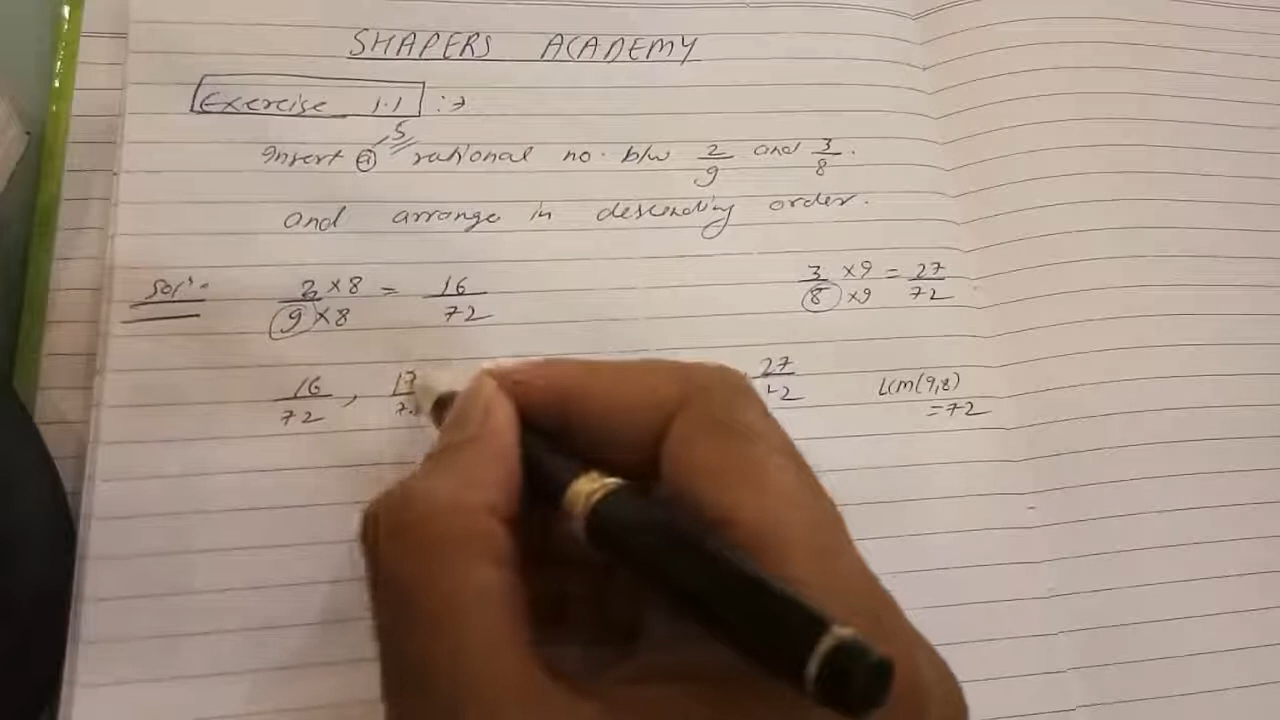 SHAPERS ACADEMY
Exercise 1.1 :→
5
Insert a rational no. b/w 2/9 and 3/8.
and arrange in descending order.
Solⁿ- 2×8/9×8 = 16/72 3×9/8×9 = 27/72
16/72, 17/7 27/72 LCM(9,8)
=72